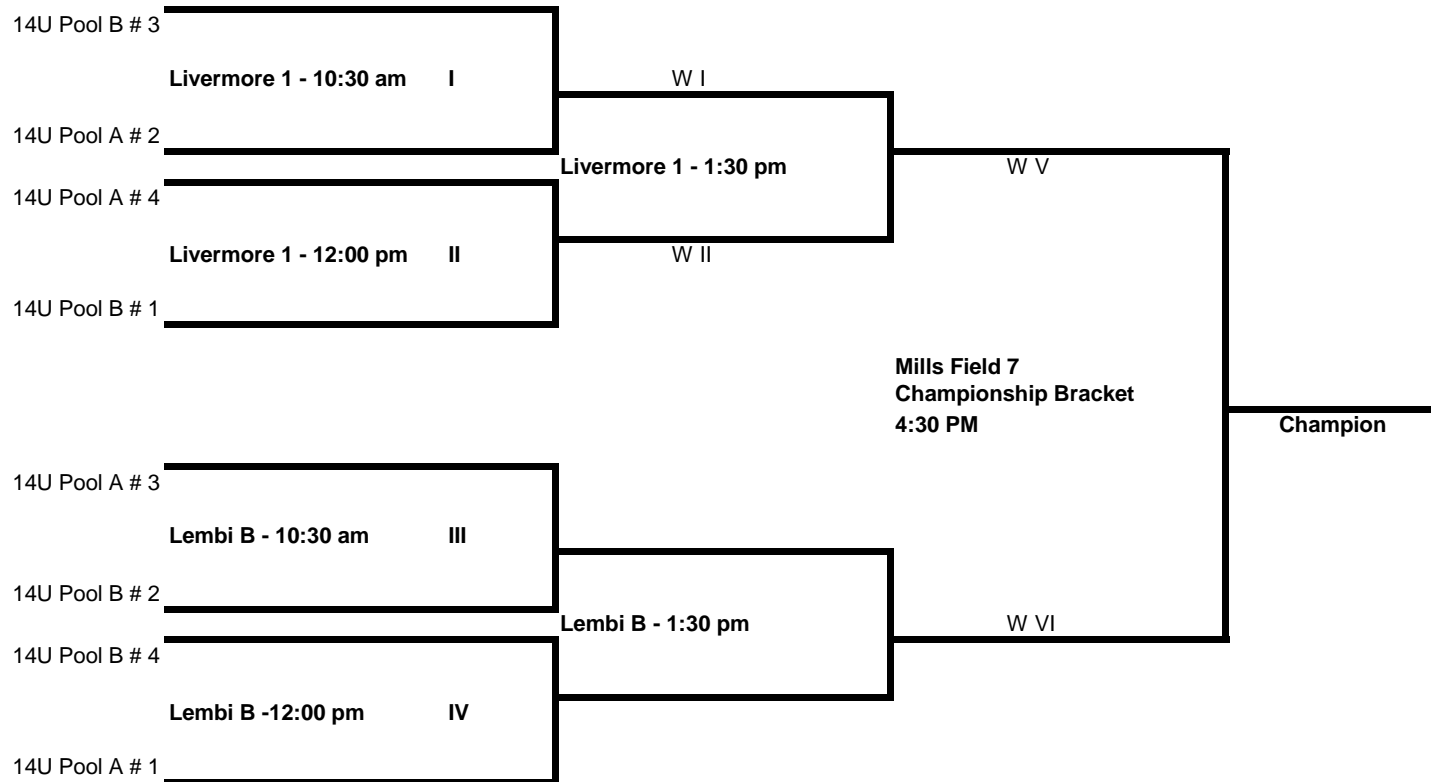 14U Pool B # 3
Livermore 1 - 10:30 am I
W I
14U Pool A # 2
Livermore 1 - 1:30 pm
W V
14U Pool A # 4
Livermore 1 - 12:00 pm II
W II
14U Pool B # 1
Mills Field 7
Championship Bracket
4:30 PM
Champion
14U Pool A # 3
Lembi B - 10:30 am III
14U Pool B # 2
Lembi B - 1:30 pm
W VI
14U Pool B # 4
Lembi B -12:00 pm IV
14U Pool A # 1